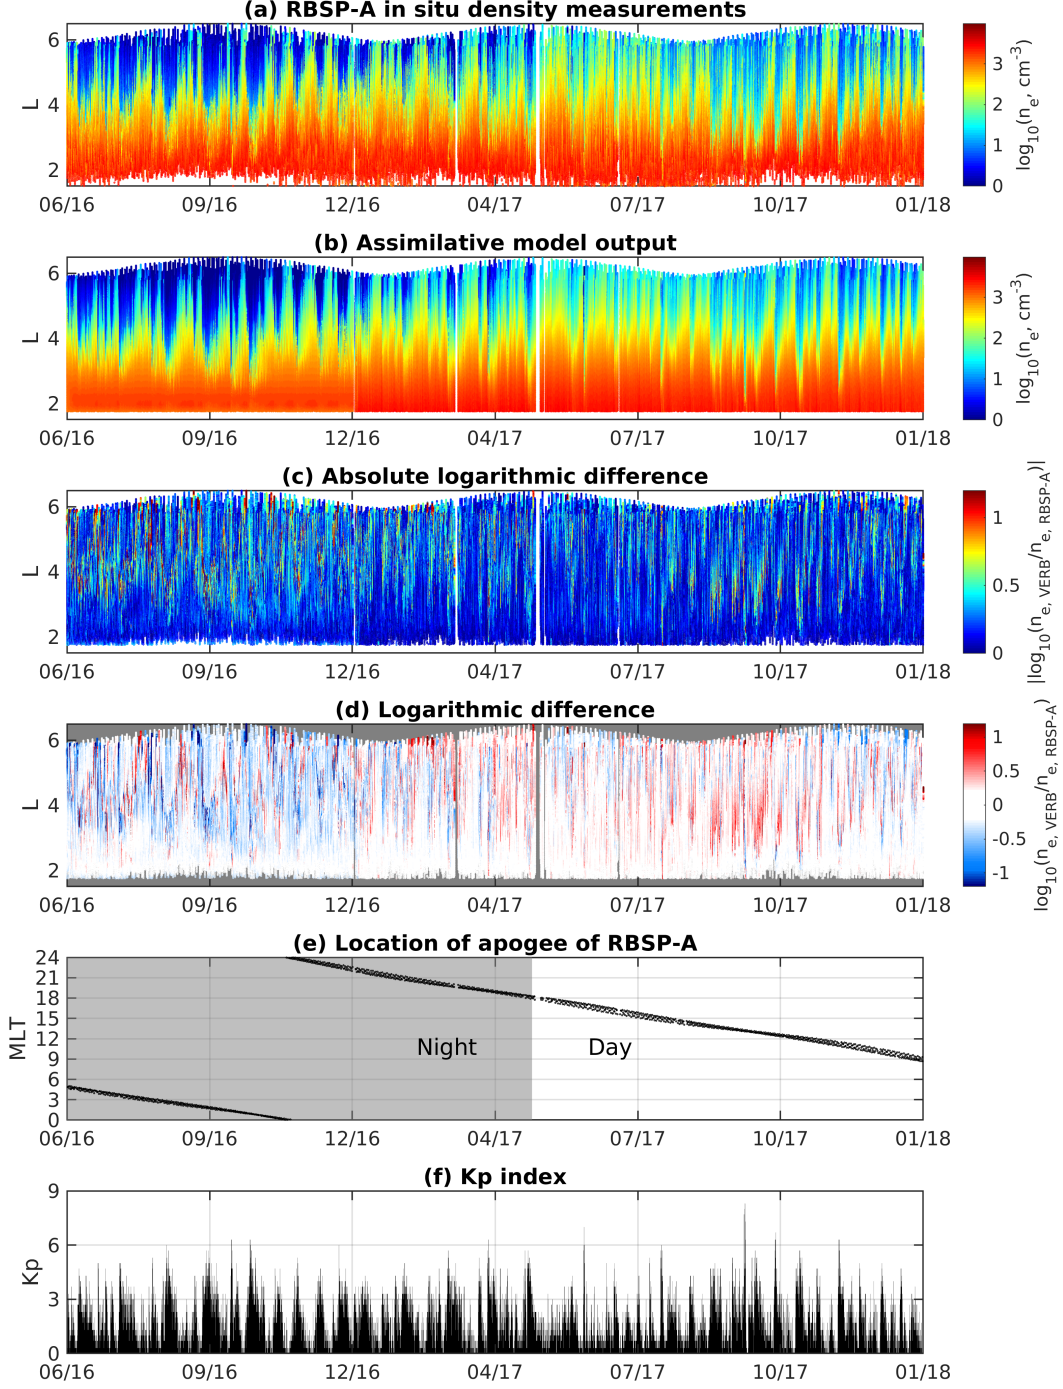 (a) RBSP-A in situ density measurements
6
4
2
L
06/16 09/16 12/16 04/17 07/17 10/17 01/18
3
2
1
0
log10(ne, cm-3)
(b) Assimilative model output
6
4
2
L
06/16 09/16 12/16 04/17 07/17 10/17 01/18
3
2
1
0
log10(ne, cm-3)
(c) Absolute logarithmic difference
6
4
2
L
06/16 09/16 12/16 04/17 07/17 10/17 01/18
1
0.5
0
|log10(ne, VERB/ne, RBSP-A)|
(d) Logarithmic difference
6
4
2
L
06/16 09/16 12/16 04/17 07/17 10/17 01/18
1
0.5
0
-0.5
-1
log10(ne, VERB/ne, RBSP-A)
(e) Location of apogee of RBSP-A
24
21
18
15
12
9
6
3
0
MLT
Night Day
06/16 09/16 12/16 04/17 07/17 10/17 01/18
(f) Kp index
9
6
3
0
Kp
06/16 09/16 12/16 04/17 07/17 10/17 01/18